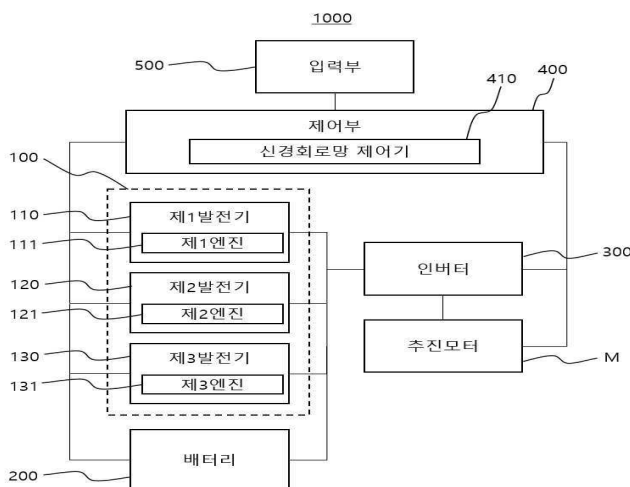 1000
500
입력부
410
400
제어부
신경회로망 제어기
100
110
제1발전기
111
제1엔진
120
제2발전기
121
제2엔진
130
제3발전기
131
제3엔진
인버터
300
추진모터
M
배터리
200